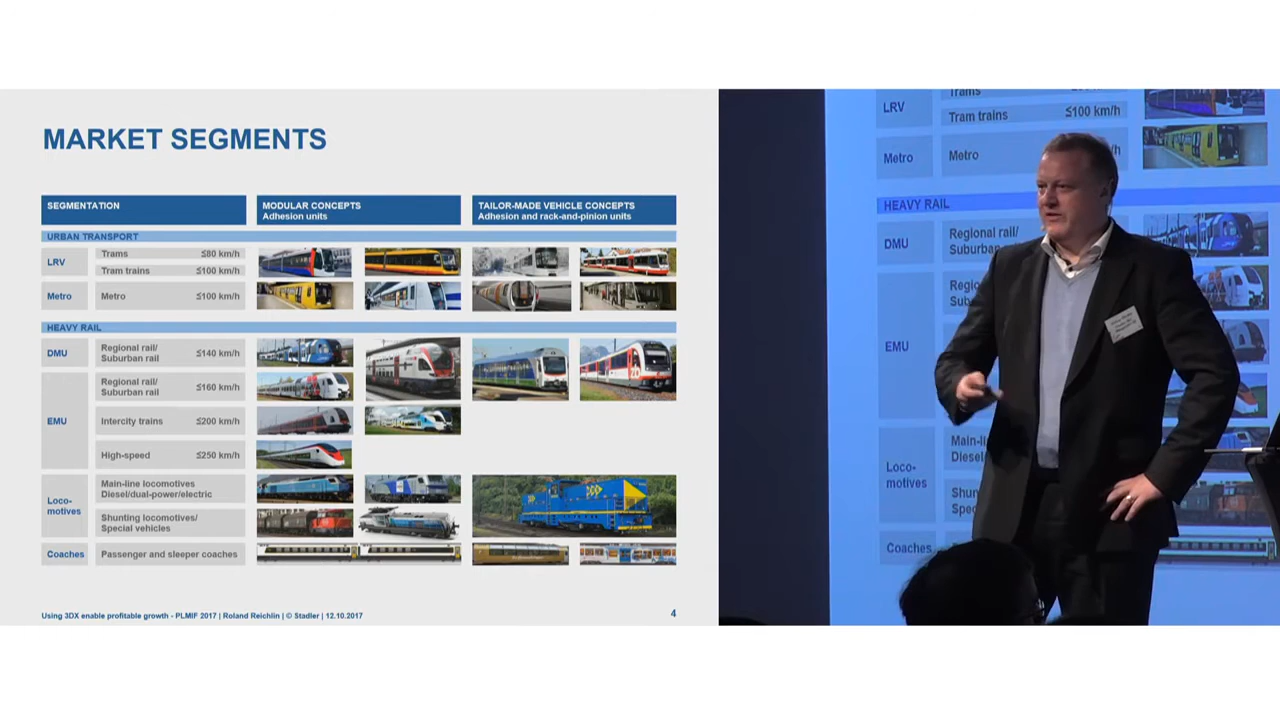 MARKET SEGMENTS
SEGMENTATION
MODULAR CONCEPTS
Adhesion units
TAILOR-MADE VEHICLE CONCEPTS
Adhesion and rack-and-pinion units
URBAN TRANSPORT
LRV
Trams ≤80 km/h
Tram trains ≤100 km/h
Metro
Metro ≤100 km/h
HEAVY RAIL
DMU
Regional rail/
Suburban rail
≤140 km/h
EMU
Regional rail/
Suburban rail
≤160 km/h
Intercity trains ≤200 km/h
High-speed ≤250 km/h
Loco-
motives
Main-line locomotives
Diesel/dual-power/electric
Shunting locomotives/
Special vehicles
Coaches
Passenger and sleeper coaches
Using 3DX enable profitable growth - PLMIF 2017 | Roland Reichlin | © Stadler | 12.10.2017
4
LRV
Trams
Tram trains ≤100 km/h
Metro
Metro
HEAVY RAIL
DMU
Regional rail/
Suburban
EMU
Regio
Sub
Loco-
motives
Main-li
Diesel/
Shun
Spec
Coaches